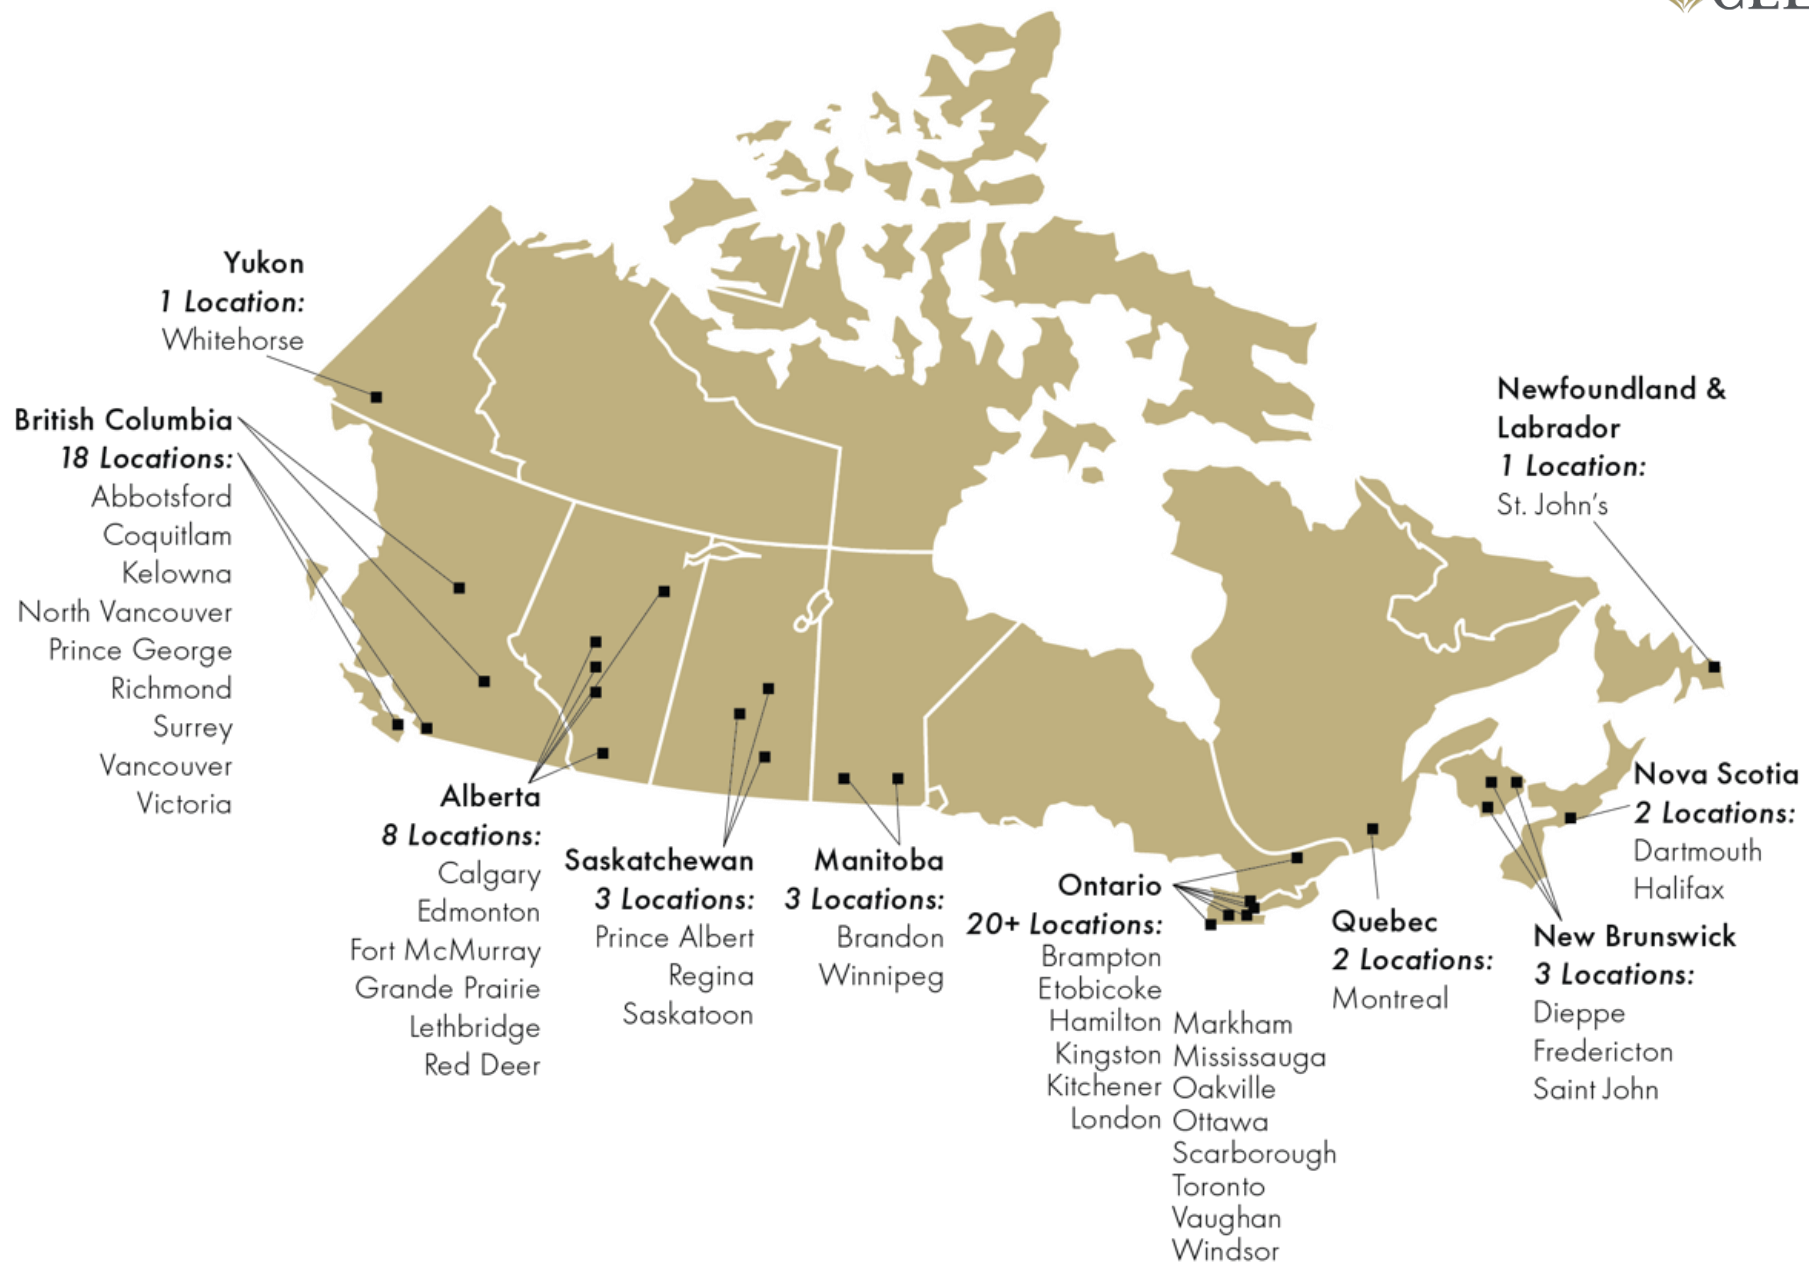 Yukon
1 Location:
Whitehorse
British Columbia
18 Locations:
Abbotsford
Coquitlam
Kelowna
North Vancouver
Prince George
Richmond
Surrey
Vancouver
Victoria
Alberta
8 Locations:
Calgary
Edmonton
Fort McMurray
Grande Prairie
Lethbridge
Red Deer
Saskatchewan
3 Locations:
Prince Albert
Regina
Saskatoon
Manitoba
3 Locations:
Brandon
Winnipeg
Ontario
20+ Locations:
Brampton
Etobicoke
Hamilton
Kingston
Kitchener
London
Markham
Mississauga
Oakville
Ottawa
Scarborough
Toronto
Vaughan
Windsor
Quebec
2 Locations:
Montreal
New Brunswick
3 Locations:
Dieppe
Fredericton
Saint John
Nova Scotia
2 Locations:
Dartmouth
Halifax
Newfoundland &
Labrador
1 Location:
St. John's